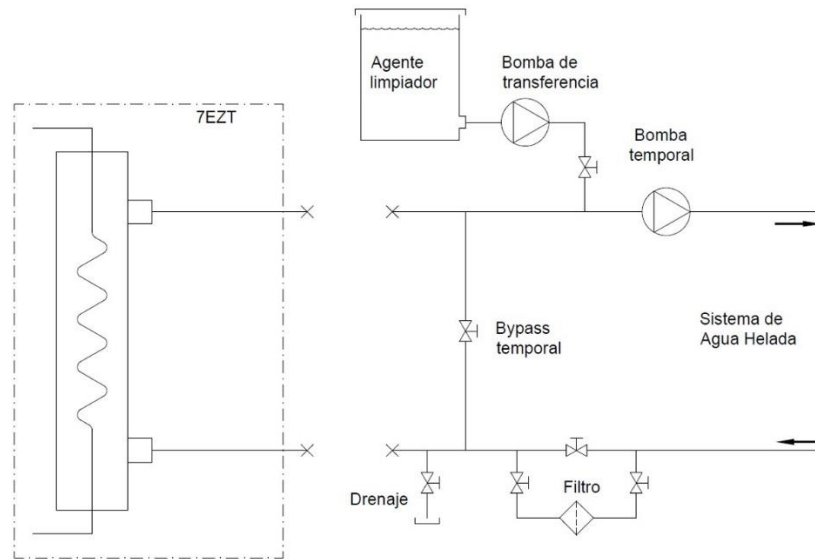 Agente
limpiador
Bomba de
transferencia
7EZT
Bomba
temporal
Bypass
temporal
Sistema de
Agua Helada
Drenaje
Filtro